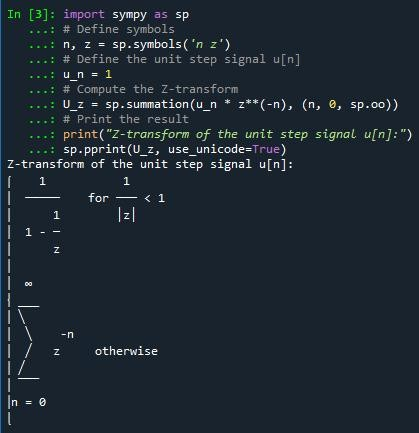 In [3]: import sympy as sp
   ...: # Define symbols
   ...: n, z = sp.symbols('n z')
   ...: # Define the unit step signal u[n]
   ...: u_n = 1
   ...: # Compute the Z-transform
   ...: U_z = sp.summation(u_n * z**(-n), (n, 0, sp.oo))
   ...: # Print the result
   ...: print("Z-transform of the unit step signal u[n]:")
   ...: sp.pprint(U_z, use_unicode=True)
Z-transform of the unit step signal u[n]:
⎧    1          1
⎪  ─────   for ─── < 1
⎪      1       │z│
⎪  1 - ─
⎪      z
⎪
⎪  ∞
⎨ ___
⎪ ╲
⎪  ╲    -n
⎪  ╱   z     otherwise
⎪ ╱
⎪ ‾‾‾
⎪n = 0
⎩